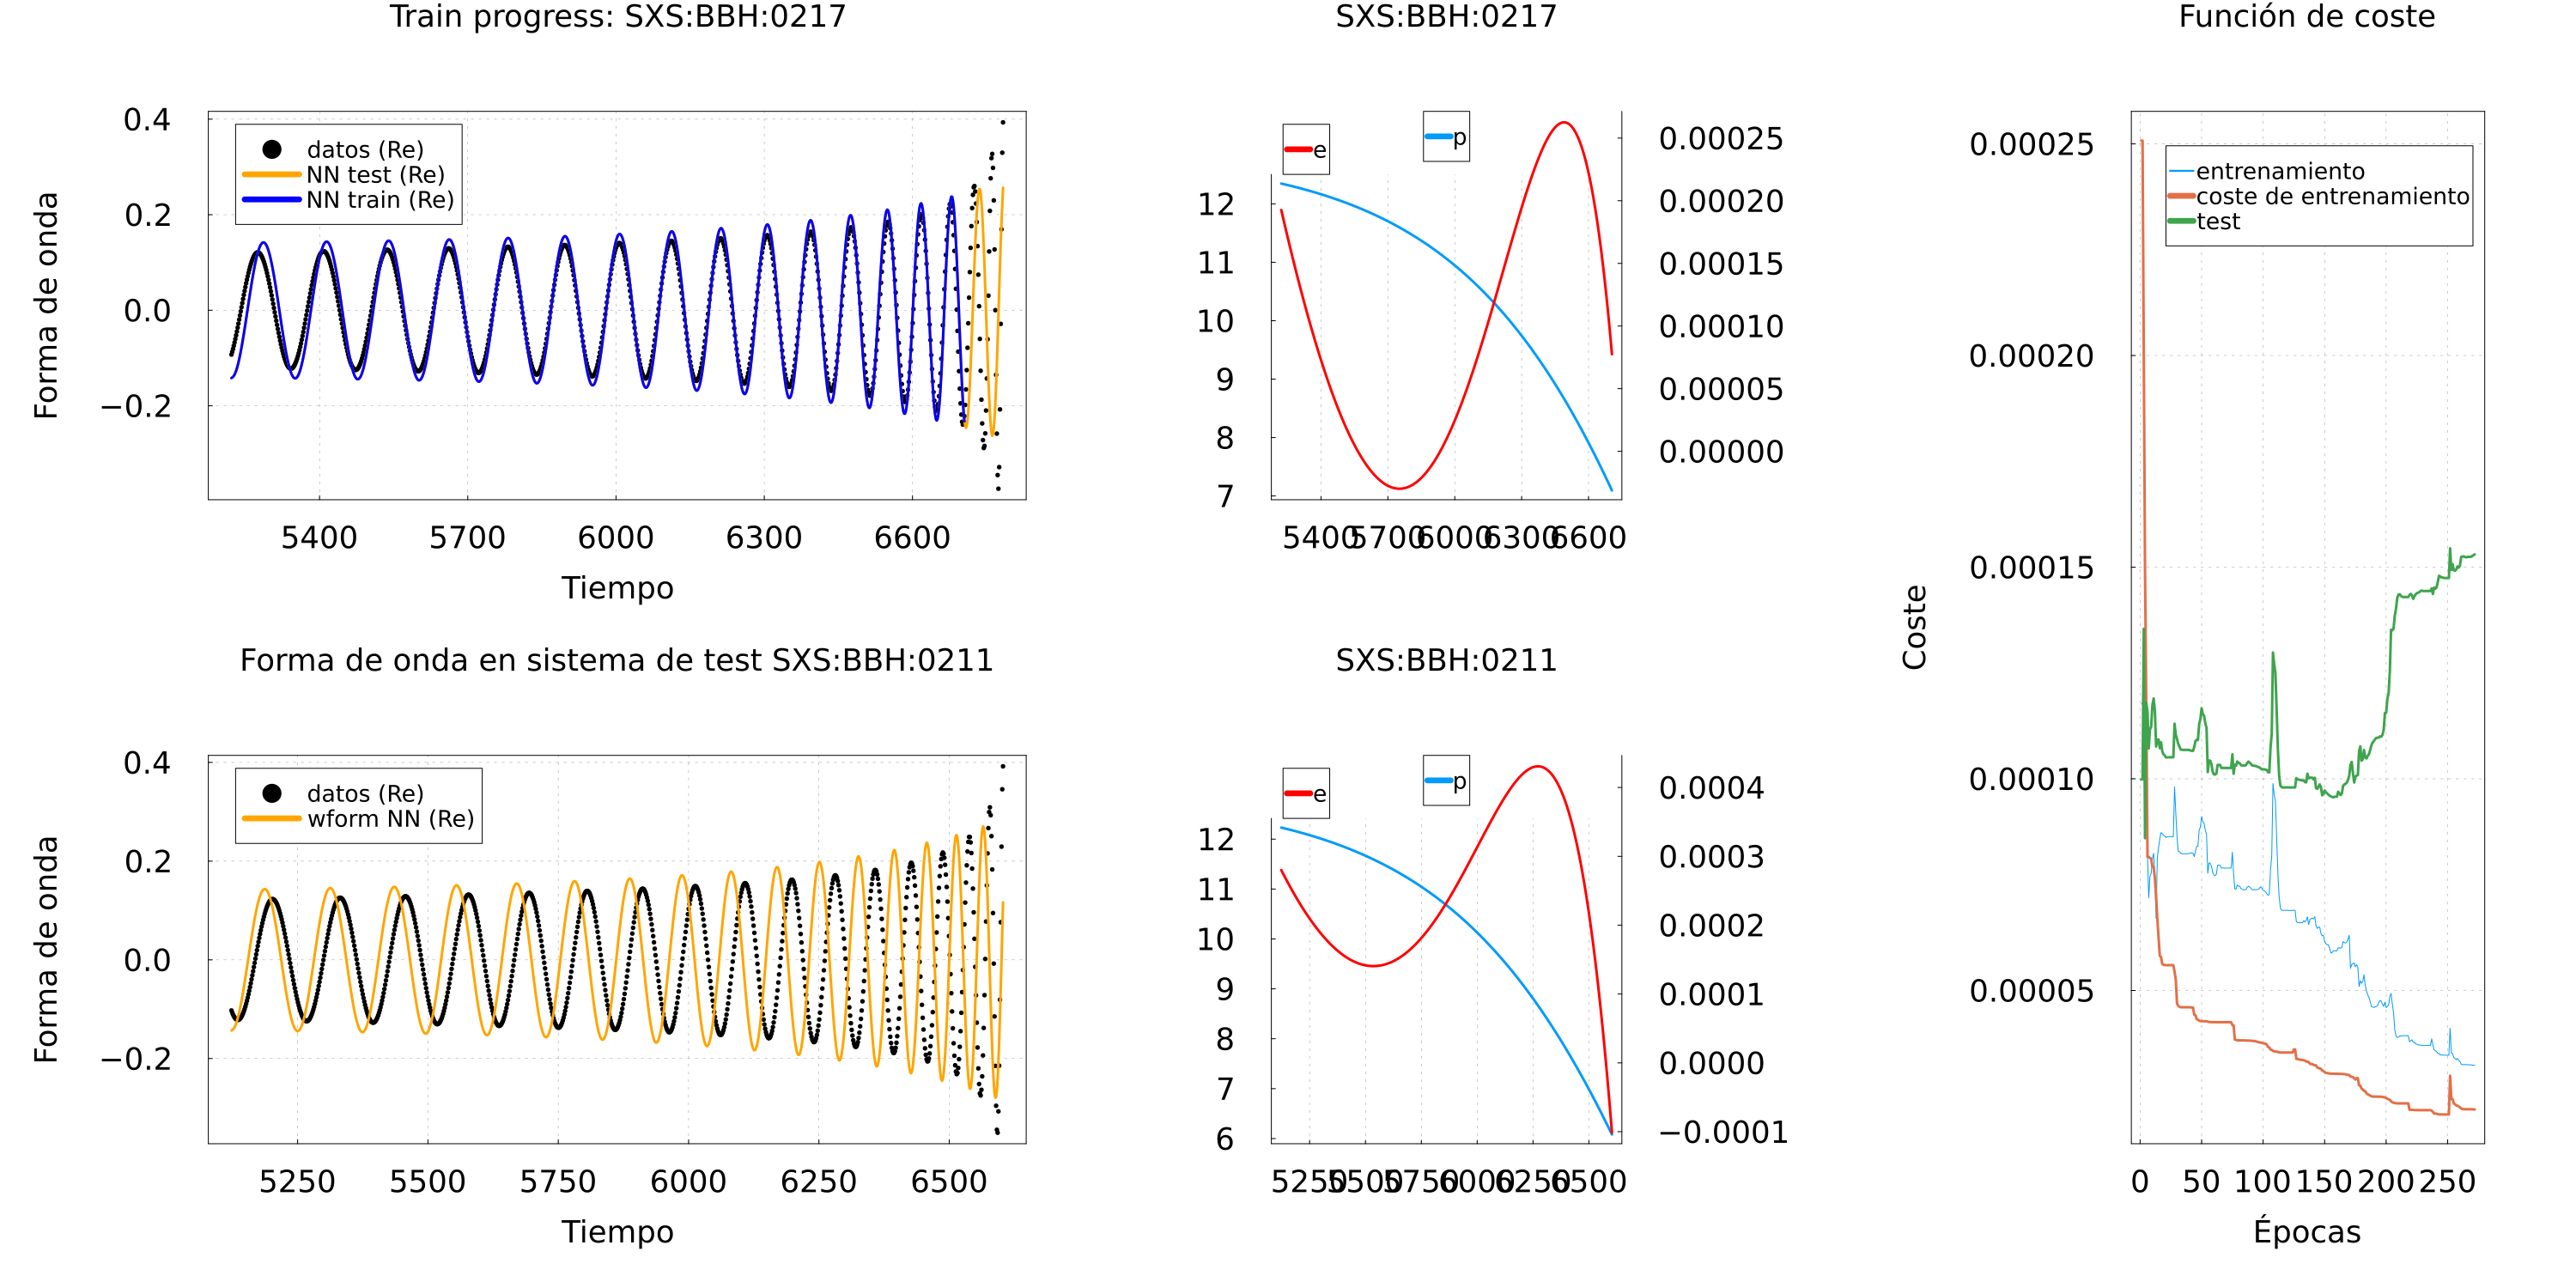 Train progress: SXS:BBH:0217
0.4
0.2
0.0
−0.2
Forma de onda
datos (Re)
NN test (Re)
NN train (Re)
5400 5700 6000 6300 6600
Tiempo
SXS:BBH:0217
e
p
12
11
10
9
8
7
0.00025
0.00020
0.00015
0.00010
0.00005
0.00000
5400 5700 6000 6300 6600
Forma de onda en sistema de test SXS:BBH:0211
0.4
0.2
0.0
−0.2
Forma de onda
datos (Re)
wform NN (Re)
5250 5500 5750 6000 6250 6500
Tiempo
SXS:BBH:0211
e
p
12
11
10
9
8
7
6
0.0004
0.0003
0.0002
0.0001
0.0000
−0.0001
5250 5500 5750 6000 6250 6500
Función de coste
0.00025
0.00020
0.00015
0.00010
0.00005
Coste
entrenamiento
coste de entrenamiento
test
0 50 100 150 200 250
Épocas